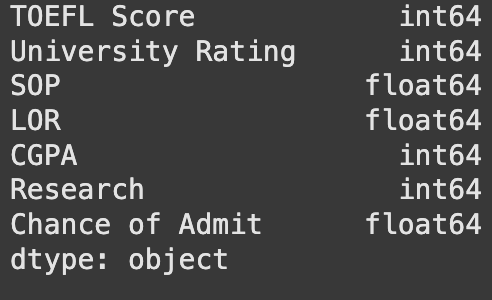 TOEFL Score int64
University Rating int64
SOP float64
LOR float64
CGPA int64
Research int64
Chance of Admit float64
dtype: object